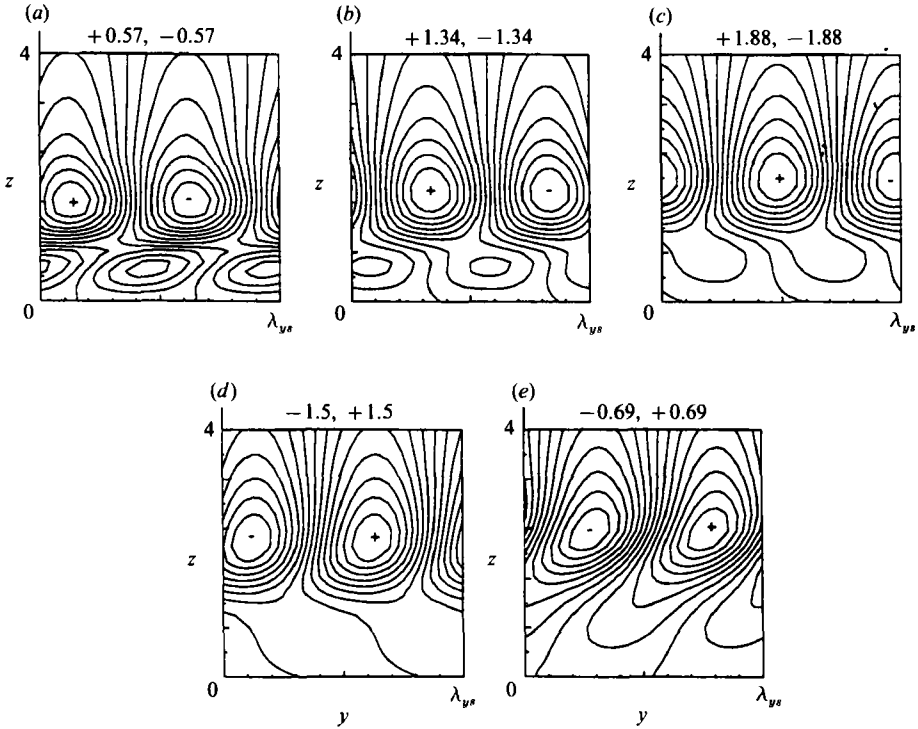 (a) (b) (c)
+0.57, −0.57 +1.34, −1.34 +1.88, −1.88
4 4 4
z z z
+ - + - + -
0 λys 0 λys 0 λys
(d) (e)
−1.5, +1.5 −0.69, +0.69
4 4
- + - +
z z
0 λys 0 λys
y y